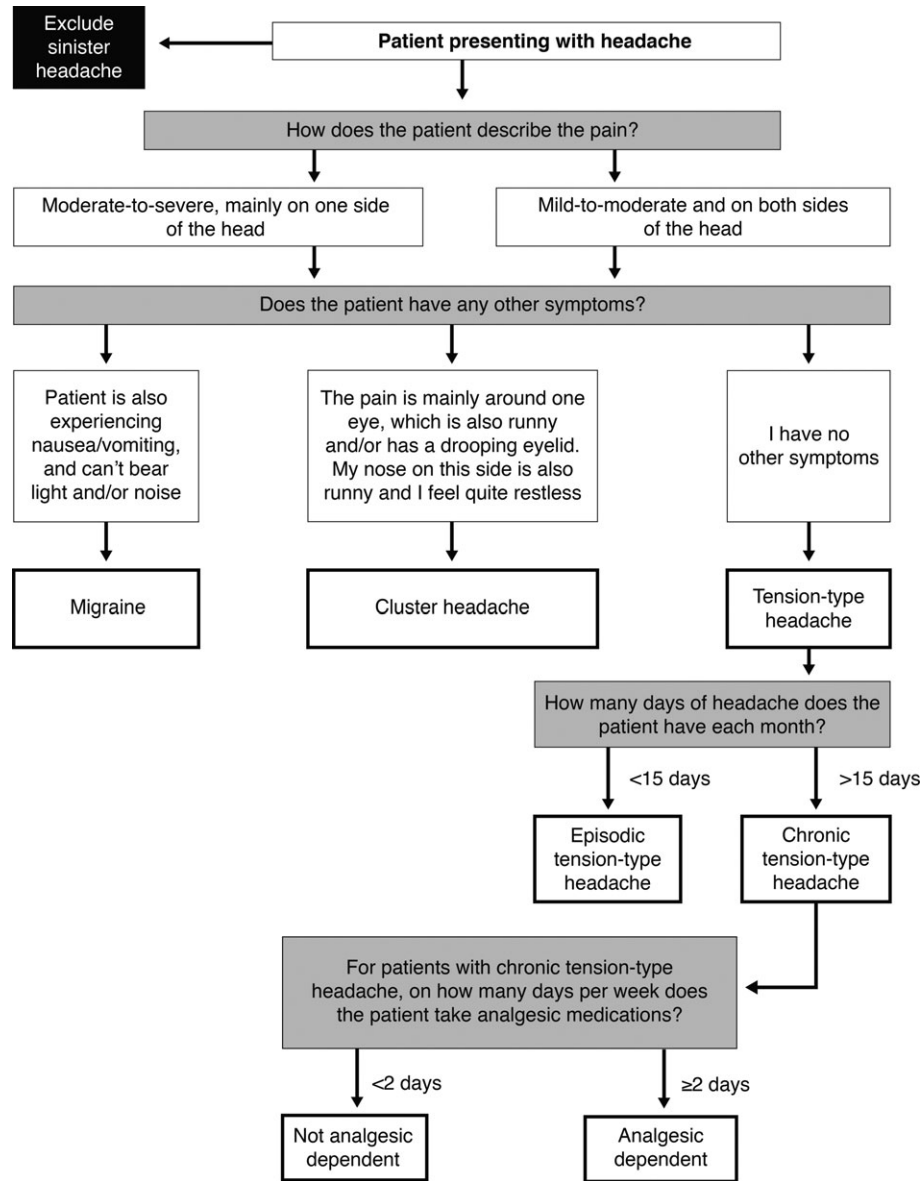 Exclude
sinister
headache
Patient presenting with headache
How does the patient describe the pain?
Moderate-to-severe, mainly on one side
of the head
Mild-to-moderate and on both sides
of the head
Does the patient have any other symptoms?
Patient is also
experiencing
nausea/vomiting,
and can't bear
light and/or noise
The pain is mainly around one
eye, which is also runny
and/or has a drooping eyelid.
My nose on this side is also
runny and I feel quite restless
I have no
other symptoms
Migraine
Cluster headache
Tension-type
headache
How many days of headache does the
patient have each month?
<15 days
>15 days
Episodic
tension-type
headache
Chronic
tension-type
headache
For patients with chronic tension-type
headache, on how many days per week does
the patient take analgesic medications?
<2 days
≥2 days
Not analgesic
dependent
Analgesic
dependent